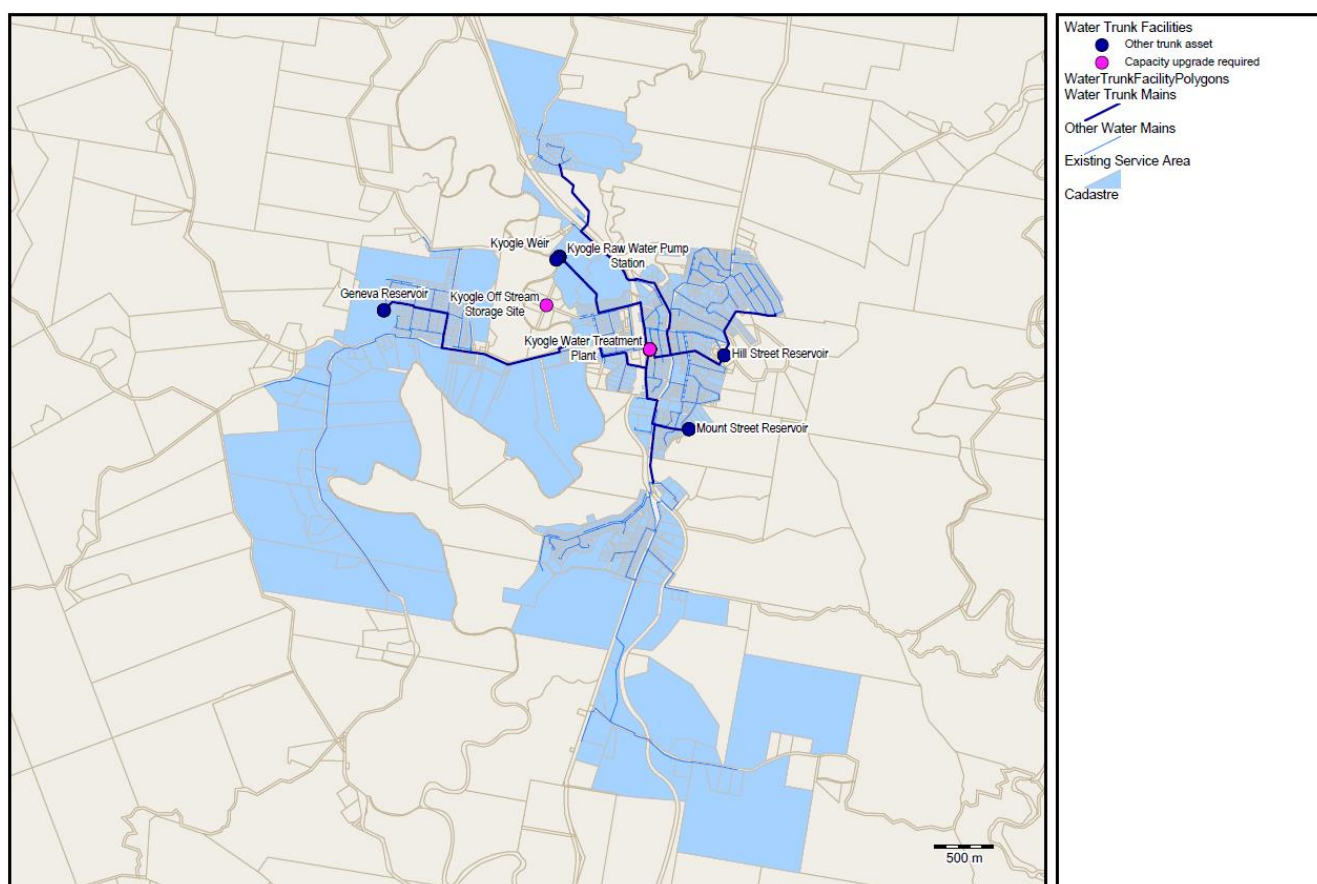 Kyogle Weir
Kyogle Raw Water Pump
Station
Geneva Reservoir
Kyogle Off Stream
Storage Site
Kyogle Water Treatment
Plant
Hill Street Reservoir
Mount Street Reservoir
500 m
Water Trunk Facilities
Other trunk asset
Capacity upgrade required
WaterTrunkFacilityPolygons
Water Trunk Mains
Other Water Mains
Existing Service Area
Cadastre